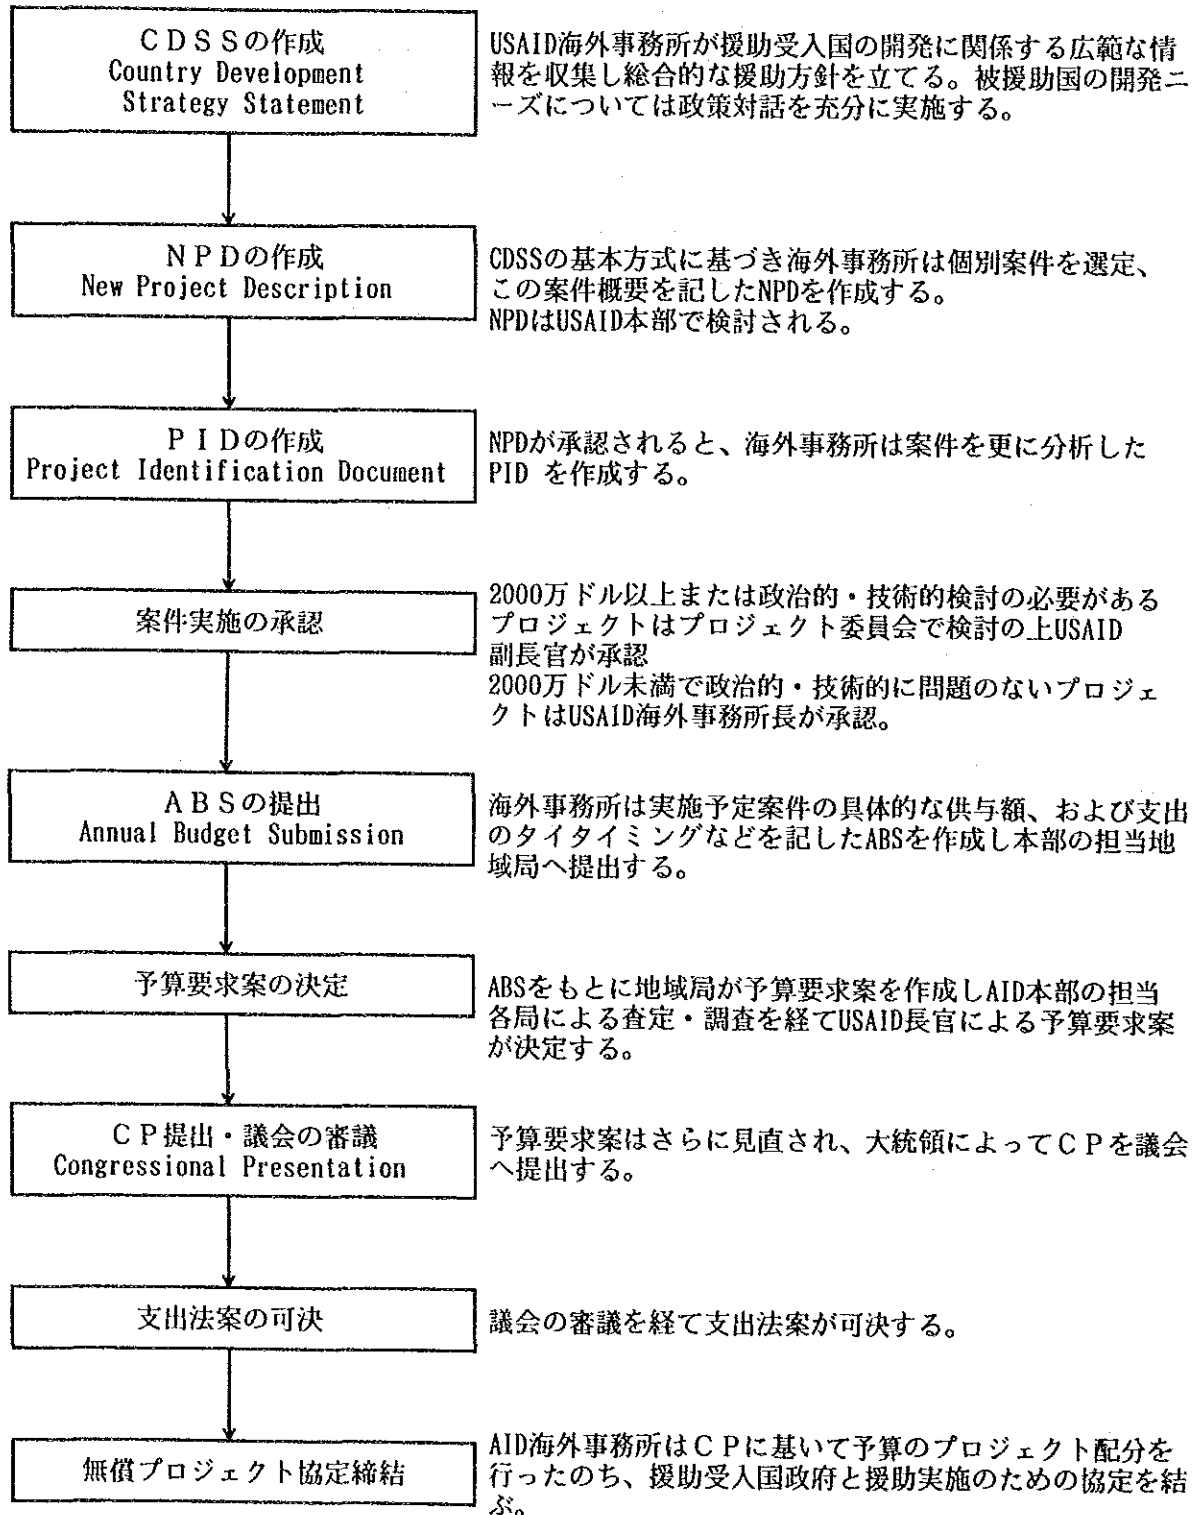 CDSSの作成
Country Development
Strategy Statement
USAID海外事務所が援助受入国の開発に関係する広範な情
報を収集し総合的な援助方針を立てる。被援助国の開発ニ
ーズについては政策対話を充分に実施する。
NPDの作成
New Project Description
CDSSの基本方式に基づき海外事務所は個別案件を選定、
この案件概要を記したNPDを作成する。
NPDはUSAID本部で検討される。
PIDの作成
Project Identification Document
NPDが承認されると、海外事務所は案件を更に分析した
PID を作成する。
案件実施の承認
2000万ドル以上または政治的・技術的検討の必要がある
プロジェクトはプロジェクト委員会で検討の上USAID
副長官が承認
2000万ドル未満で政治的・技術的に問題のないプロジェ
クトはUSAID海外事務所長が承認。
ABSの提出
Annual Budget Submission
海外事務所は実施予定案件の具体的な供与額、および支出
のタイタイミングなどを記したABSを作成し本部の担当地
域局へ提出する。
予算要求案の決定
ABSをもとに地域局が予算要求案を作成しAID本部の担当
各局による査定・調査を経てUSAID長官による予算要求案
が決定する。
CP提出・議会の審議
Congressional Presentation
予算要求案はさらに見直され、大統領によってCPを議会
へ提出する。
支出法案の可決
議会の審議を経て支出法案が可決する。
無償プロジェクト協定締結
AID海外事務所はCPに基いて予算のプロジェクト配分を
行ったのち、援助受入国政府と援助実施のための協定を結
ぶ。